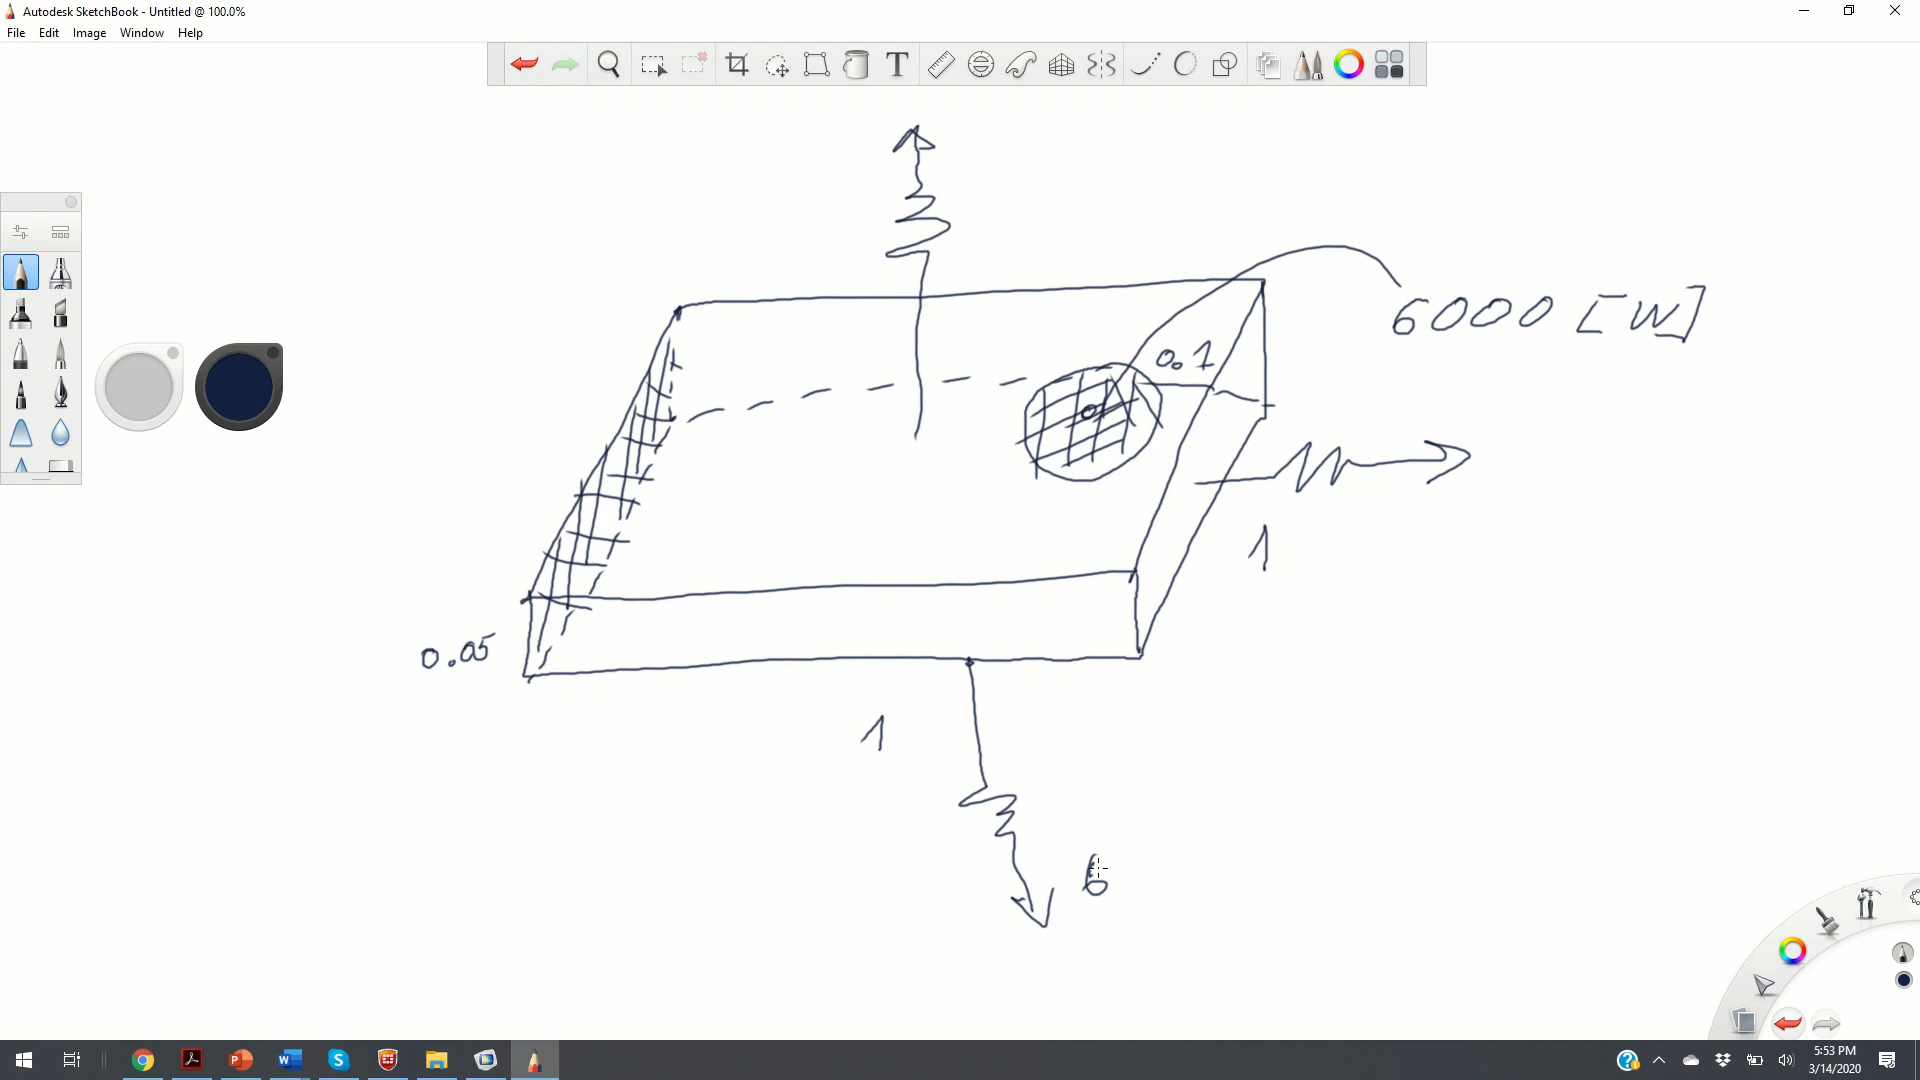 Autodesk SketchBook - Untitled @ 100.0%
File Edit Image Window Help
T
6000 [W]
0.1
1
0.05
1
6
5:53 PM
3/14/2020